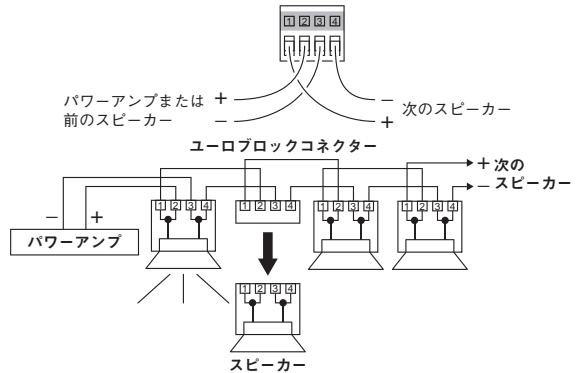 1 2 3 4
パワーアンプまたは
前のスピーカー
+
−
−
+
次のスピーカー
ユーロブロックコネクター
+ 次の
− スピーカー
1 2 3 4
1 2 3 4
1 2 3 4
1 2 3 4
− +
パワーアンプ
1 2 3 4
スピーカー